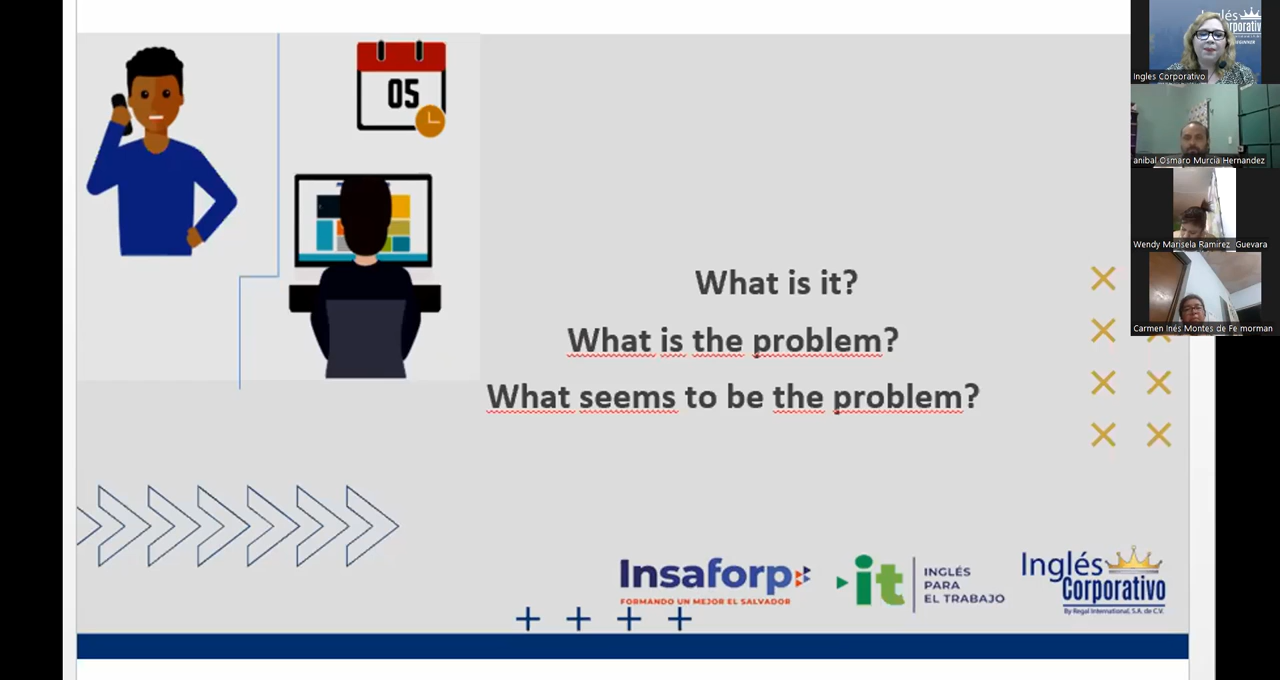 05
What is it?
What is the problem?
What seems to be the problem?
Insaforp
FORMANDO UN MEJOR EL SALVADOR
it
INGLÉS
PARA
EL TRABAJO
Inglés
Corporativo
By Regal International, S.A. de C.V.
Ingles Corporativo
anibal Osmaro Murcia Hernandez
Wendy Marisela Ramirez Guevara
Carmen Inés Montes de Fe morman